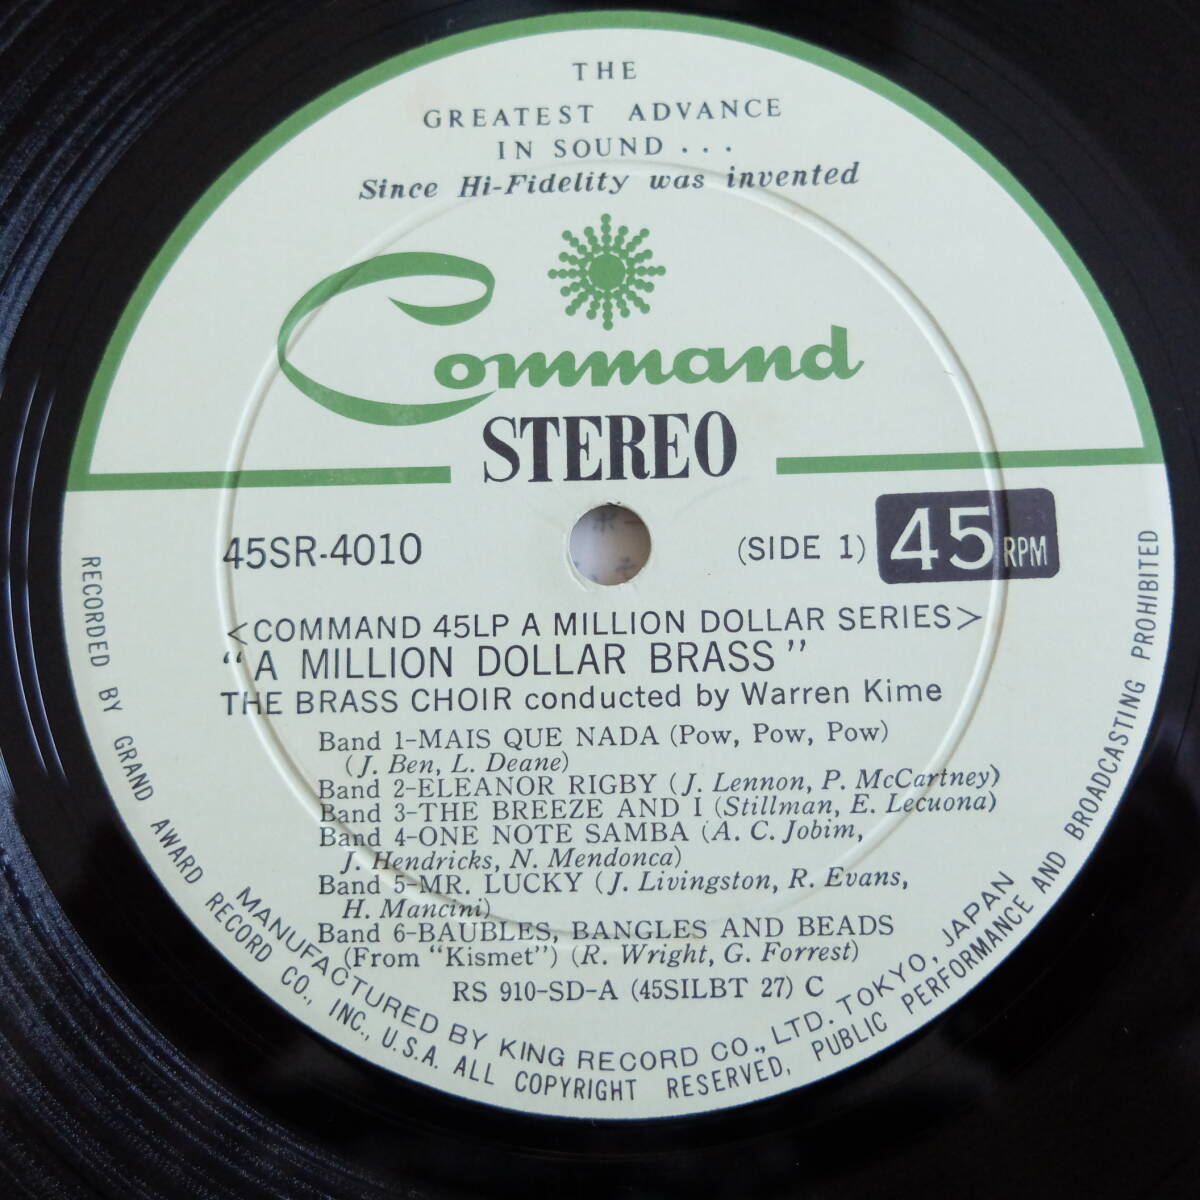 THE
GREATEST ADVANCE
IN SOUND . . .
Since Hi-Fidelity was invented
Command
STEREO
45SR-4010
(SIDE 1)
45 RPM
<COMMAND 45LP A MILLION DOLLAR SERIES>
"A MILLION DOLLAR BRASS"
THE BRASS CHOIR conducted by Warren Kime
Band 1-MAIS QUE NADA (Pow, Pow, Pow)
(J. Ben, L. Deane)
Band 2-ELEANOR RIGBY (J. Lennon, P. McCartney)
Band 3-THE BREEZE AND I (Stillman, E. Lecuona)
Band 4-ONE NOTE SAMBA (A. C. Jobim,
J. Hendricks, N. Mendonca)
Band 5-MR. LUCKY (J. Livingston, R. Evans,
H. Mancini)
Band 6-BAUBLES, BANGLES AND BEADS
(From "Kismet") (R. Wright, G. Forrest)
RS 910-SD-A (45SILBT 27) C
MANUFACTURED BY KING RECORD CO., LTD. TOKYO, JAPAN
RECORDED BY GRAND AWARD RECORD CO., INC., U.S.A. ALL COPYRIGHT RESERVED, PUBLIC PERFORMANCE AND BROADCASTING PROHIBITED